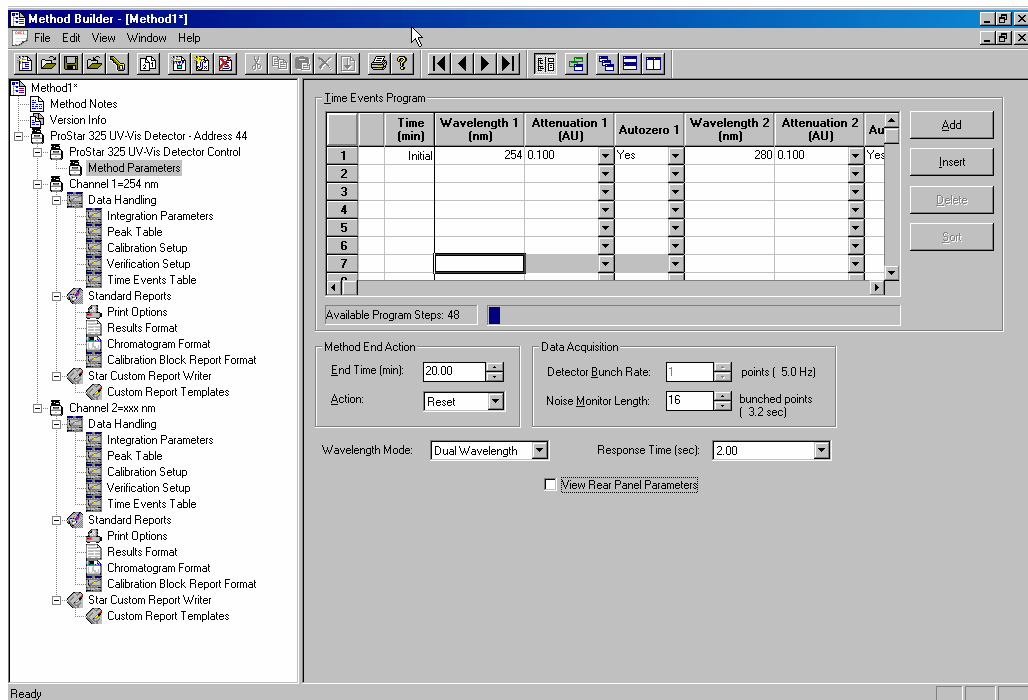 Method Builder - [Method1*]
File Edit View Window Help
Method1*
Method Notes
Version Info
ProStar 325 UV-Vis Detector - Address 44
ProStar 325 UV-Vis Detector Control
Method Parameters
Channel 1=254 nm
Data Handling
Integration Parameters
Peak Table
Calibration Setup
Verification Setup
Time Events Table
Standard Reports
Print Options
Results Format
Chromatogram Format
Calibration Block Report Format
Star Custom Report Writer
Custom Report Templates
Channel 2=xxx nm
Data Handling
Integration Parameters
Peak Table
Calibration Setup
Verification Setup
Time Events Table
Standard Reports
Print Options
Results Format
Chromatogram Format
Calibration Block Report Format
Star Custom Report Writer
Custom Report Templates
Time Events Program
Time (min) Wavelength 1 (nm) Attenuation 1 (AU) Autozero 1 Wavelength 2 (nm) Attenuation 2 (AU) Au
1 Initial 254 0.100 Yes 280 0.100 Yes
2
3
4
5
6
7
Add
Insert
Delete
Sort
Available Program Steps: 48
Method End Action
End Time (min): 20.00
Action: Reset
Data Acquisition
Detector Bunch Rate: 1 points ( 5.0 Hz)
Noise Monitor Length: 16 bunched points
( 3.2 sec)
Wavelength Mode: Dual Wavelength Response Time (sec): 2.00
View Rear Panel Parameters
Ready